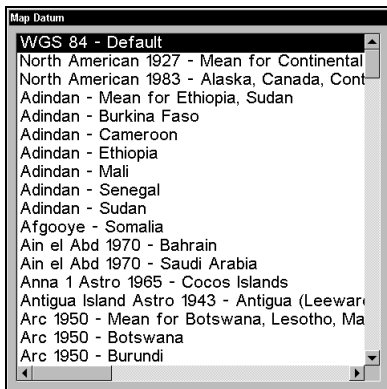 Map Datum
WGS 84 - Default
North American 1927 - Mean for Continental
North American 1983 - Alaska, Canada, Cont
Adindan - Mean for Ethiopia, Sudan
Adindan - Burkina Faso
Adindan - Cameroon
Adindan - Ethiopia
Adindan - Mali
Adindan - Senegal
Adindan - Sudan
Afgooye - Somalia
Ain el Abd 1970 - Bahrain
Ain el Abd 1970 - Saudi Arabia
Anna 1 Astro 1965 - Cocos Islands
Antigua Island Astro 1943 - Antigua (Leeward
Arc 1950 - Mean for Botswana, Lesotho, Ma
Arc 1950 - Botswana
Arc 1950 - Burundi